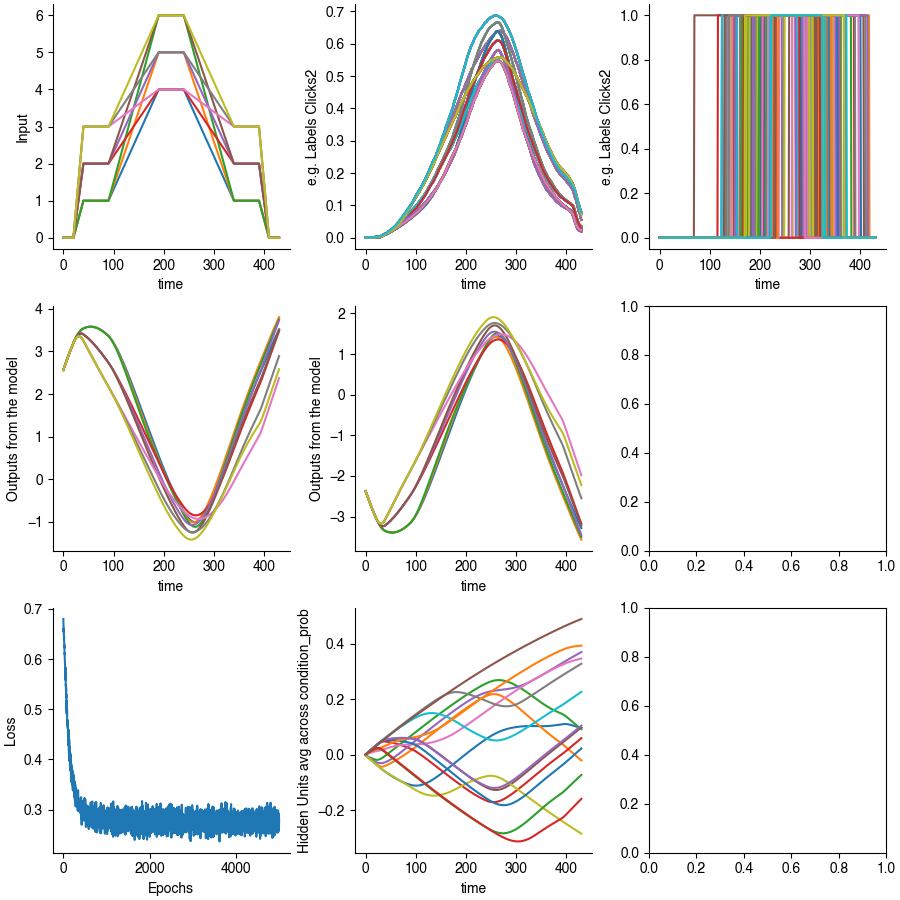 Input
0
1
2
3
4
5
6
0 100 200 300 400
time
e.g. Labels Clicks2
0.0
0.1
0.2
0.3
0.4
0.5
0.6
0.7
0 100 200 300 400
time
e.g. Labels Clicks2
0.0
0.2
0.4
0.6
0.8
1.0
0 100 200 300 400
time
Outputs from the model
−1
0
1
2
3
4
0 100 200 300 400
time
Outputs from the model
−3
−2
−1
0
1
2
0 100 200 300 400
time
0.0
0.2
0.4
0.6
0.8
1.0
0.0 0.2 0.4 0.6 0.8 1.0
Loss
0.3
0.4
0.5
0.6
0.7
0 2000 4000
Epochs
Hidden Units avg across condition_prob
−0.2
0.0
0.2
0.4
0 100 200 300 400
time
0.0
0.2
0.4
0.6
0.8
1.0
0.0 0.2 0.4 0.6 0.8 1.0